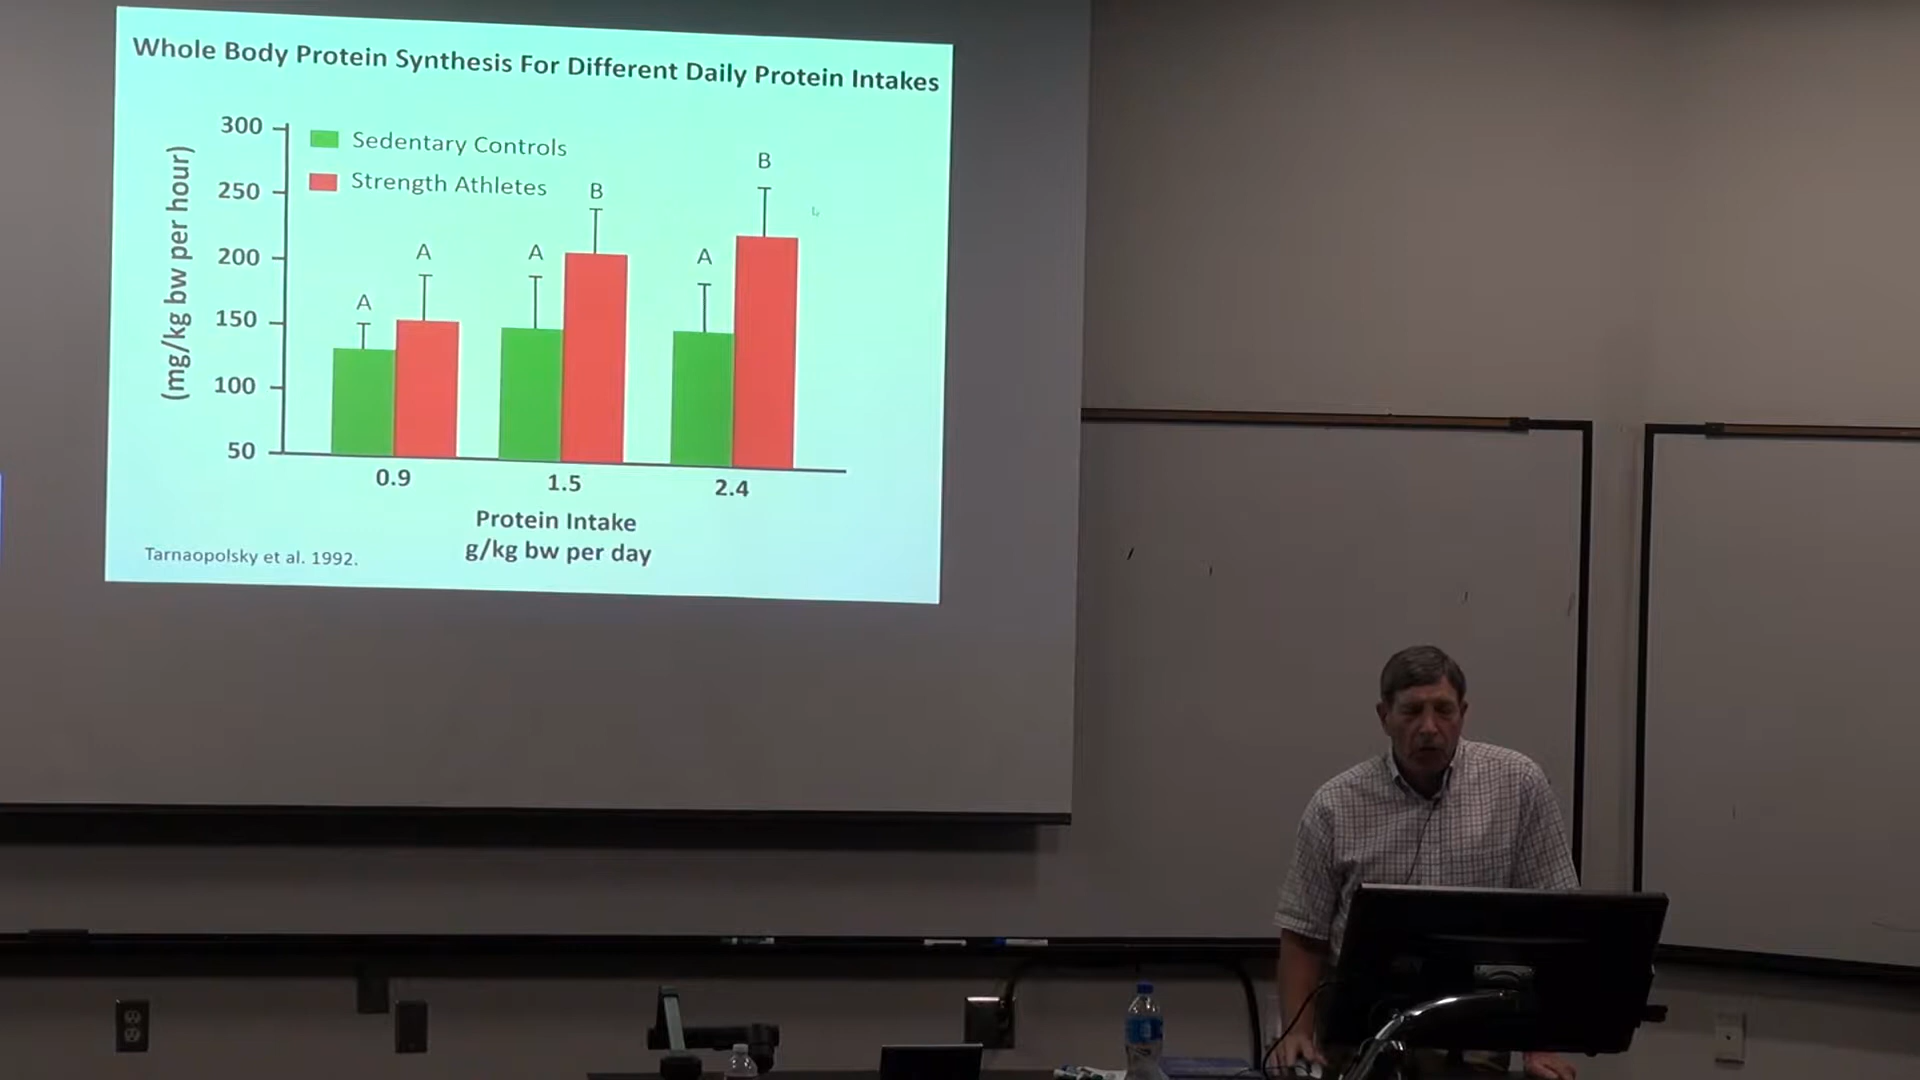 Whole Body Protein Synthesis For Different Daily Protein Intakes
300
250
200
150
100
50
(mg/kg bw per hour)
Sedentary Controls
Strength Athletes
A
A
A
B
A
B
0.9
1.5
2.4
Protein Intake
g/kg bw per day
Tarnaopolsky et al. 1992.